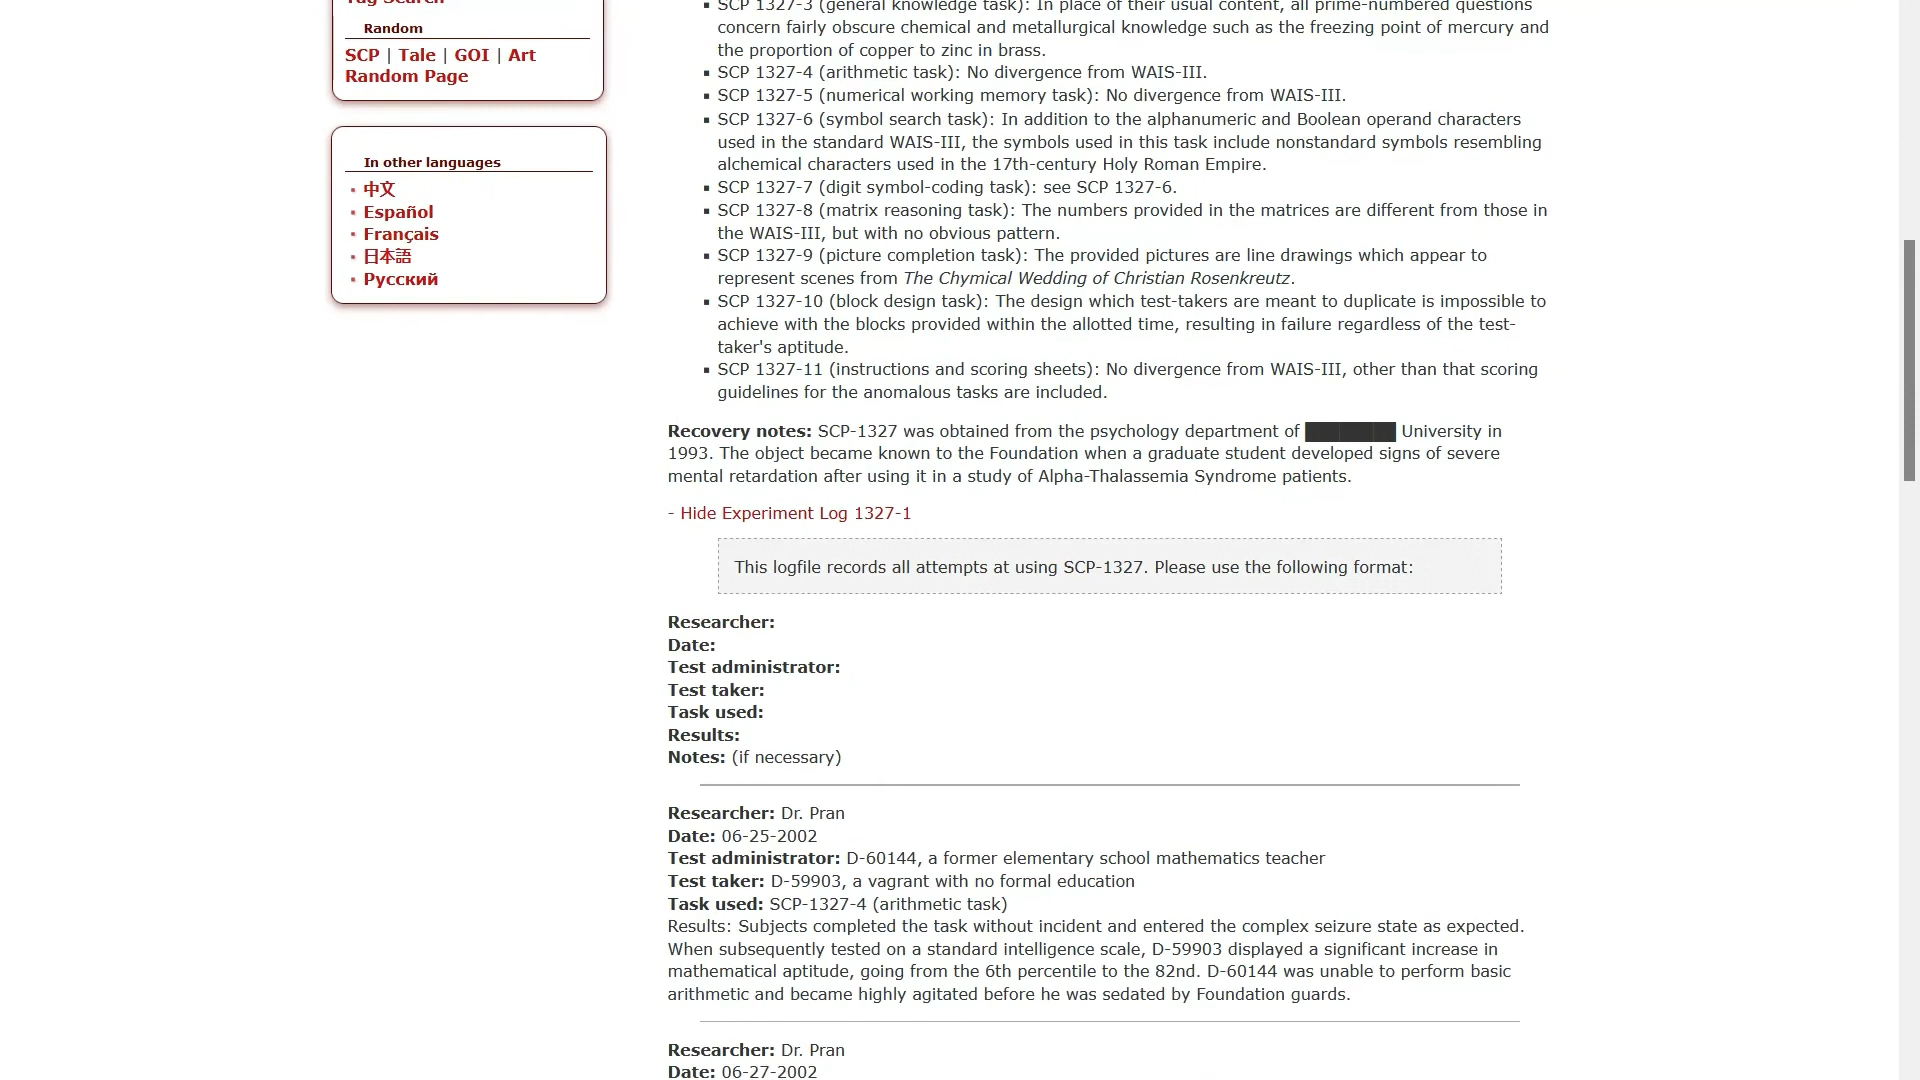 Tag Search
Random
SCP | Tale | GOI | Art
Random Page
In other languages
中文
Español
Français
日本語
Русский
SCP 1327-3 (general knowledge task): In place of their usual content, all prime-numbered questions
concern fairly obscure chemical and metallurgical knowledge such as the freezing point of mercury and
the proportion of copper to zinc in brass.
SCP 1327-4 (arithmetic task): No divergence from WAIS-III.
SCP 1327-5 (numerical working memory task): No divergence from WAIS-III.
SCP 1327-6 (symbol search task): In addition to the alphanumeric and Boolean operand characters
used in the standard WAIS-III, the symbols used in this task include nonstandard symbols resembling
alchemical characters used in the 17th-century Holy Roman Empire.
SCP 1327-7 (digit symbol-coding task): see SCP 1327-6.
SCP 1327-8 (matrix reasoning task): The numbers provided in the matrices are different from those in
the WAIS-III, but with no obvious pattern.
SCP 1327-9 (picture completion task): The provided pictures are line drawings which appear to
represent scenes from The Chymical Wedding of Christian Rosenkreutz.
SCP 1327-10 (block design task): The design which test-takers are meant to duplicate is impossible to
achieve with the blocks provided within the allotted time, resulting in failure regardless of the test-
taker's aptitude.
SCP 1327-11 (instructions and scoring sheets): No divergence from WAIS-III, other than that scoring
guidelines for the anomalous tasks are included.
Recovery notes: SCP-1327 was obtained from the psychology department of ████████ University in
1993. The object became known to the Foundation when a graduate student developed signs of severe
mental retardation after using it in a study of Alpha-Thalassemia Syndrome patients.
- Hide Experiment Log 1327-1
This logfile records all attempts at using SCP-1327. Please use the following format:
Researcher:
Date:
Test administrator:
Test taker:
Task used:
Results:
Notes: (if necessary)
Researcher: Dr. Pran
Date: 06-25-2002
Test administrator: D-60144, a former elementary school mathematics teacher
Test taker: D-59903, a vagrant with no formal education
Task used: SCP-1327-4 (arithmetic task)
Results: Subjects completed the task without incident and entered the complex seizure state as expected.
When subsequently tested on a standard intelligence scale, D-59903 displayed a significant increase in
mathematical aptitude, going from the 6th percentile to the 82nd. D-60144 was unable to perform basic
arithmetic and became highly agitated before he was sedated by Foundation guards.
Researcher: Dr. Pran
Date: 06-27-2002